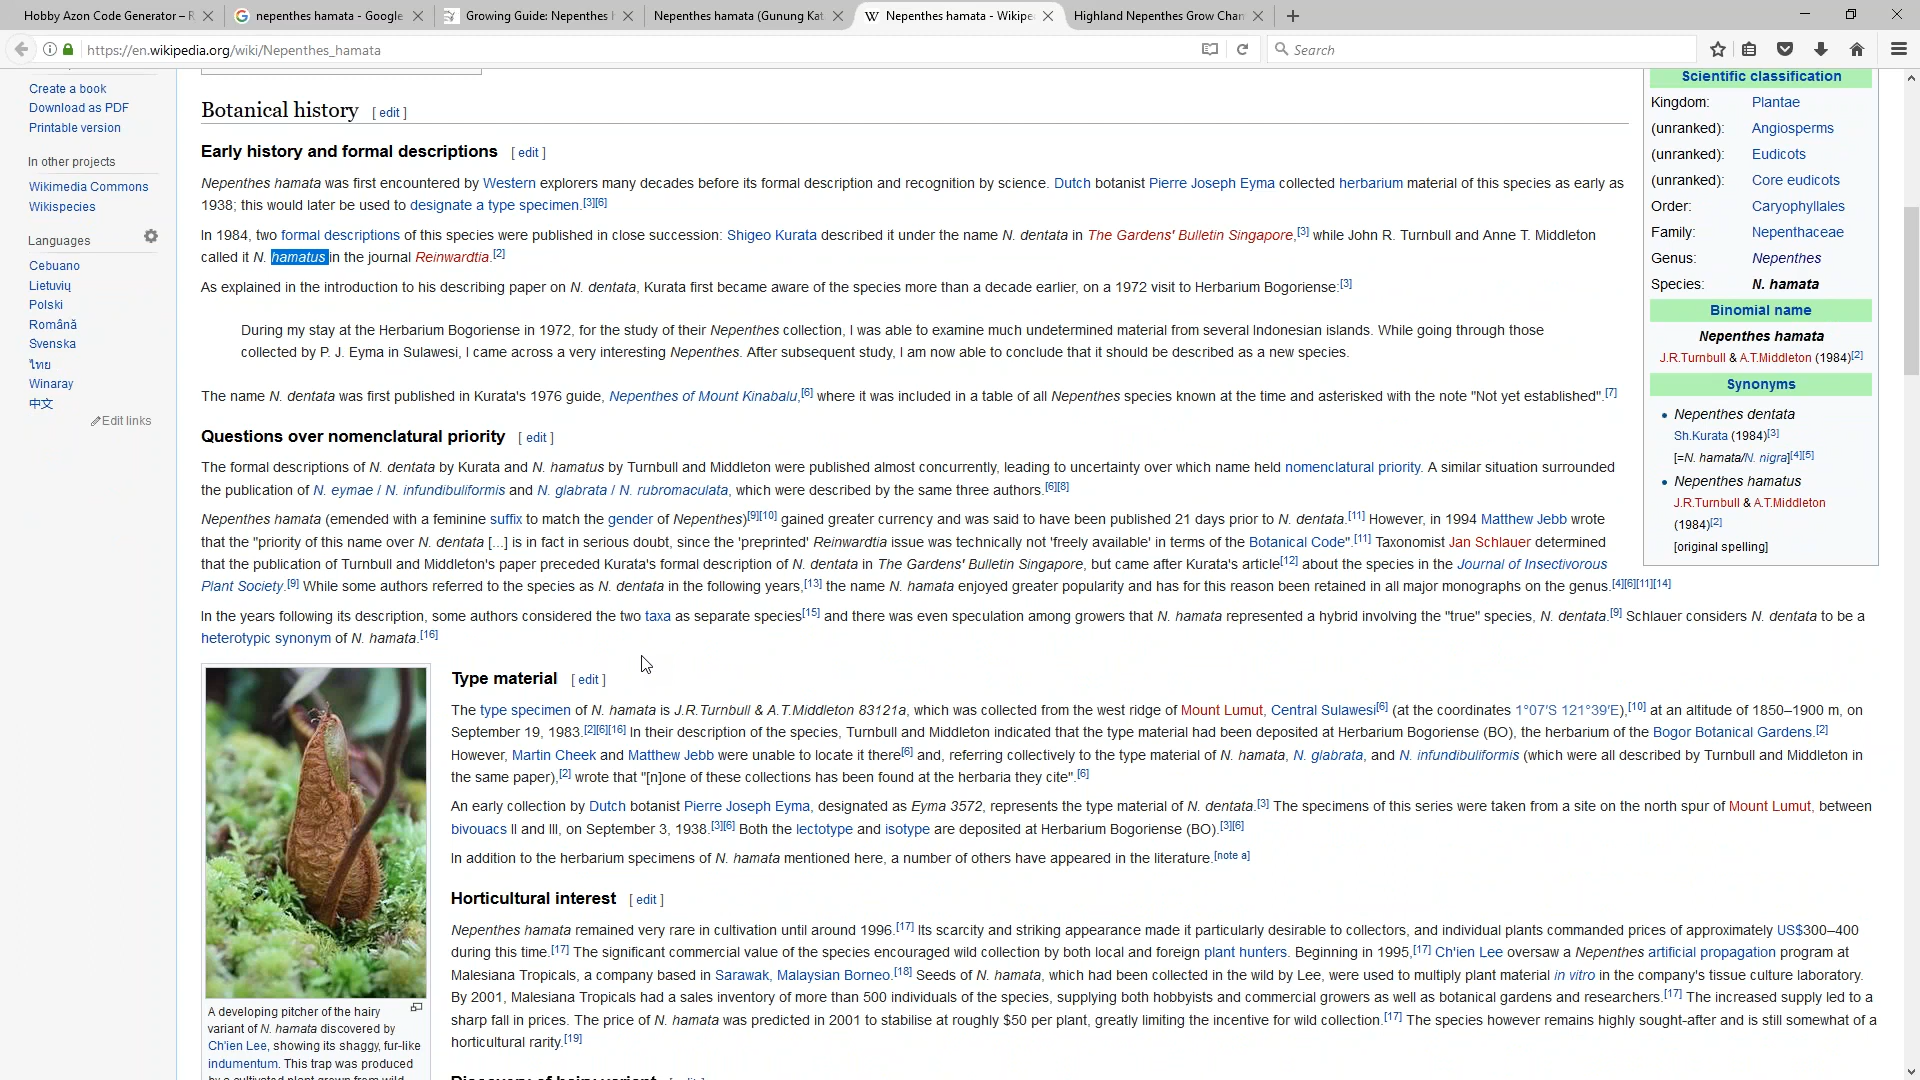 Hobby Azon Code Generator – R
nepenthes hamata - Google
Growing Guide: Nepenthes
Nepenthes hamata (Gunung Kat
Nepenthes hamata - Wikipe
Highland Nepenthes Grow Chan
https://en.wikipedia.org/wiki/Nepenthes_hamata
Search
Create a book
Download as PDF
Printable version
In other projects
Wikimedia Commons
Wikispecies
Languages
Cebuano
Lietuvių
Polski
Română
Svenska
ไทย
Winaray
中文
Edit links
Botanical history [ edit ]
Early history and formal descriptions [ edit ]
Nepenthes hamata was first encountered by Western explorers many decades before its formal description and recognition by science. Dutch botanist Pierre Joseph Eyma collected herbarium material of this species as early as
1938; this would later be used to designate a type specimen.[3][6]
In 1984, two formal descriptions of this species were published in close succession: Shigeo Kurata described it under the name N. dentata in The Gardens' Bulletin Singapore,[3] while John R. Turnbull and Anne T. Middleton
called it N. hamatus in the journal Reinwardtia.[2]
As explained in the introduction to his describing paper on N. dentata, Kurata first became aware of the species more than a decade earlier, on a 1972 visit to Herbarium Bogoriense:[3]
During my stay at the Herbarium Bogoriense in 1972, for the study of their Nepenthes collection, I was able to examine much undetermined material from several Indonesian islands. While going through those
collected by P. J. Eyma in Sulawesi, I came across a very interesting Nepenthes. After subsequent study, I am now able to conclude that it should be described as a new species.
The name N. dentata was first published in Kurata's 1976 guide, Nepenthes of Mount Kinabalu,[6] where it was included in a table of all Nepenthes species known at the time and asterisked with the note "Not yet established".[7]
Questions over nomenclatural priority [ edit ]
The formal descriptions of N. dentata by Kurata and N. hamatus by Turnbull and Middleton were published almost concurrently, leading to uncertainty over which name held nomenclatural priority. A similar situation surrounded
the publication of N. eymae / N. infundibuliformis and N. glabrata / N. rubromaculata, which were described by the same three authors.[6][8]
Nepenthes hamata (emended with a feminine suffix to match the gender of Nepenthes)[9][10] gained greater currency and was said to have been published 21 days prior to N. dentata.[11] However, in 1994 Matthew Jebb wrote
that the "priority of this name over N. dentata [...] is in fact in serious doubt, since the 'preprinted' Reinwardtia issue was technically not 'freely available' in terms of the Botanical Code".[11] Taxonomist Jan Schlauer determined
that the publication of Turnbull and Middleton's paper preceded Kurata's formal description of N. dentata in The Gardens' Bulletin Singapore, but came after Kurata's article[12] about the species in the Journal of Insectivorous
Plant Society.[9] While some authors referred to the species as N. dentata in the following years,[13] the name N. hamata enjoyed greater popularity and has for this reason been retained in all major monographs on the genus.[4][6][11][14]
In the years following its description, some authors considered the two taxa as separate species[15] and there was even speculation among growers that N. hamata represented a hybrid involving the "true" species, N. dentata.[9] Schlauer considers N. dentata to be a
heterotypic synonym of N. hamata.[16]
Scientific classification
Kingdom: Plantae
(unranked): Angiosperms
(unranked): Eudicots
(unranked): Core eudicots
Order: Caryophyllales
Family: Nepenthaceae
Genus: Nepenthes
Species: N. hamata
Binomial name
Nepenthes hamata
J.R.Turnbull & A.T.Middleton (1984)[2]
Synonyms
• Nepenthes dentata
Sh.Kurata (1984)[3]
[=N. hamata/N. nigra][4][5]
• Nepenthes hamatus
J.R.Turnbull & A.T.Middleton
(1984)[2]
[original spelling]
A developing pitcher of the hairy
variant of N. hamata discovered by
Ch'ien Lee, showing its shaggy, fur-like
indumentum. This trap was produced
by a cultivated plant grown from wild
Type material [ edit ]
The type specimen of N. hamata is J.R.Turnbull & A.T.Middleton 83121a, which was collected from the west ridge of Mount Lumut, Central Sulawesi[6] (at the coordinates 1°07′S 121°39′E),[10] at an altitude of 1850–1900 m, on
September 19, 1983.[2][6][16] In their description of the species, Turnbull and Middleton indicated that the type material had been deposited at Herbarium Bogoriense (BO), the herbarium of the Bogor Botanical Gardens.[2]
However, Martin Cheek and Matthew Jebb were unable to locate it there[6] and, referring collectively to the type material of N. hamata, N. glabrata, and N. infundibuliformis (which were all described by Turnbull and Middleton in
the same paper),[2] wrote that "[n]one of these collections has been found at the herbaria they cite".[6]
An early collection by Dutch botanist Pierre Joseph Eyma, designated as Eyma 3572, represents the type material of N. dentata.[3] The specimens of this series were taken from a site on the north spur of Mount Lumut, between
bivouacs II and III, on September 3, 1938.[3][6] Both the lectotype and isotype are deposited at Herbarium Bogoriense (BO).[3][6]
In addition to the herbarium specimens of N. hamata mentioned here, a number of others have appeared in the literature.[note a]
Horticultural interest [ edit ]
Nepenthes hamata remained very rare in cultivation until around 1996.[17] Its scarcity and striking appearance made it particularly desirable to collectors, and individual plants commanded prices of approximately US$300–400
during this time.[17] The significant commercial value of the species encouraged wild collection by both local and foreign plant hunters. Beginning in 1995,[17] Ch'ien Lee oversaw a Nepenthes artificial propagation program at
Malesiana Tropicals, a company based in Sarawak, Malaysian Borneo.[18] Seeds of N. hamata, which had been collected in the wild by Lee, were used to multiply plant material in vitro in the company's tissue culture laboratory.
By 2001, Malesiana Tropicals had a sales inventory of more than 500 individuals of the species, supplying both hobbyists and commercial growers as well as botanical gardens and researchers.[17] The increased supply led to a
sharp fall in prices. The price of N. hamata was predicted in 2001 to stabilise at roughly $50 per plant, greatly limiting the incentive for wild collection.[17] The species however remains highly sought-after and is still somewhat of a
horticultural rarity.[19]
Discovery of hairy variant [ edit ]